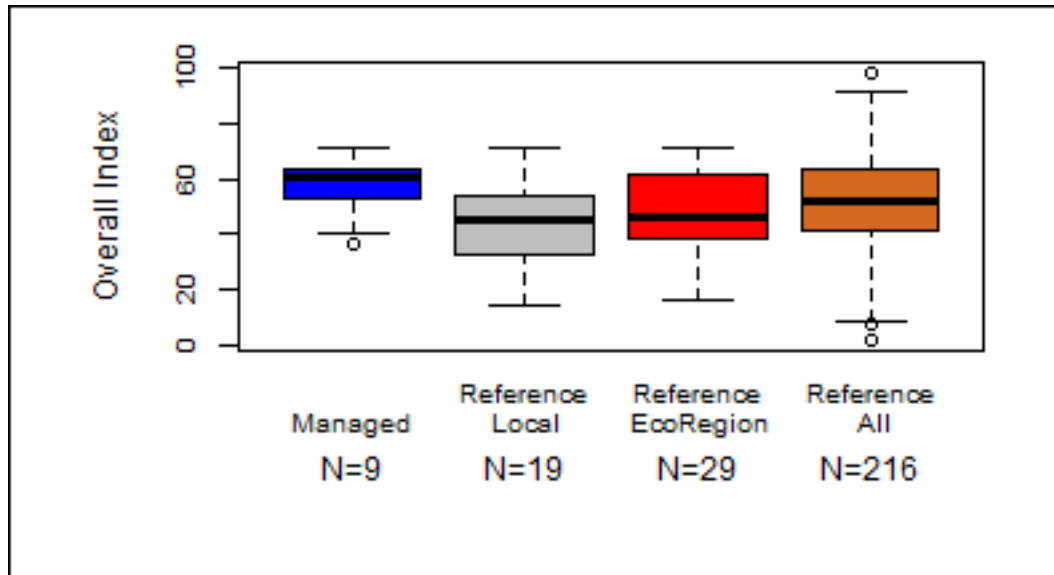 Overall Index
100
60
20
0
Managed
Reference Local
Reference EcoRegion
Reference All
N=9
N=19
N=29
N=216